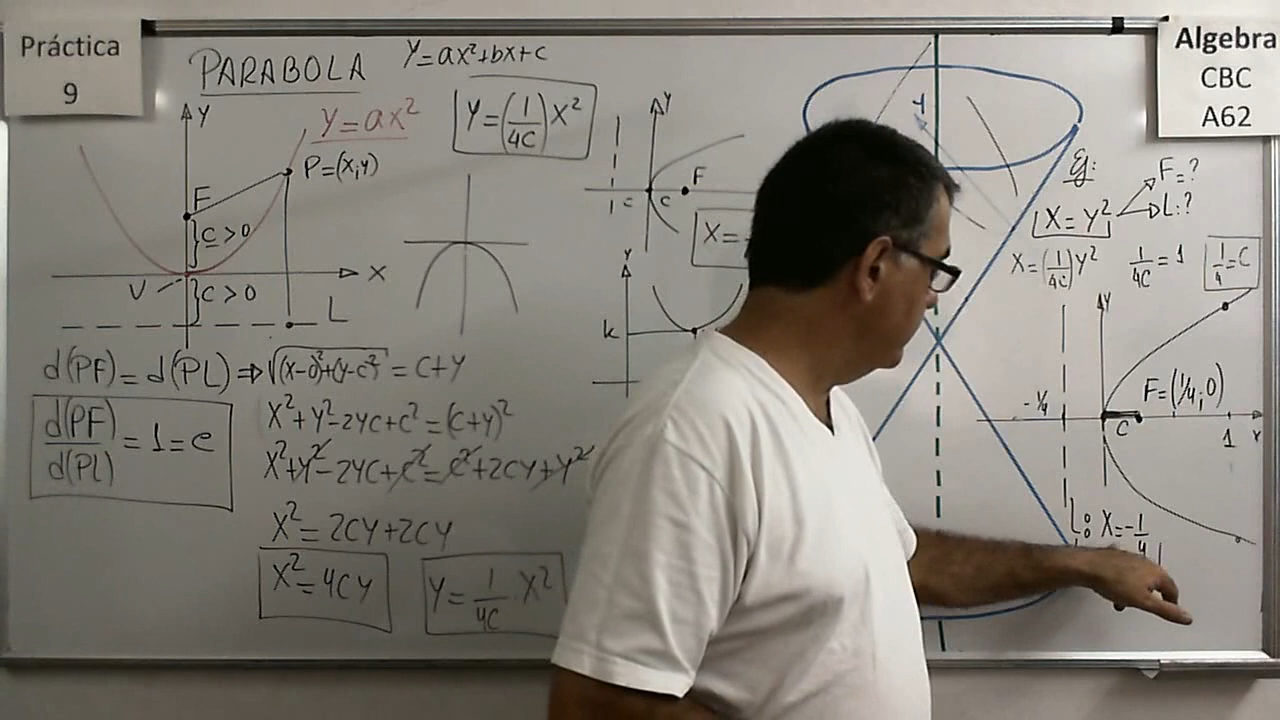 Práctica
9
PARABOLA
Y=ax²+bx+c
Y=(1/4C)X²
Y
Y=ax²
P=(x,y)
F
C>0
X
V
C>0
L
d(PF)=d(PL)⇒√(x-0)²+(y-c)²=C+Y
d(PF)/d(PL)=1=e
X²+Y²-2YC+C²=(C+Y)²
X²+Y²-2YC+C²=C²+2CY+Y²
X²=2CY+2CY
X²=4CY
Y=1/4C.X²
Y
F
C
C
X=
Y
k
Algebra
CBC
A62
Ej:
X=Y²
F=?
L:?
X=(1/4C)Y²
1/4C=1
1/4=C
Y
F=(1/4;0)
-1/4
C
1
X
L: X=-1/4